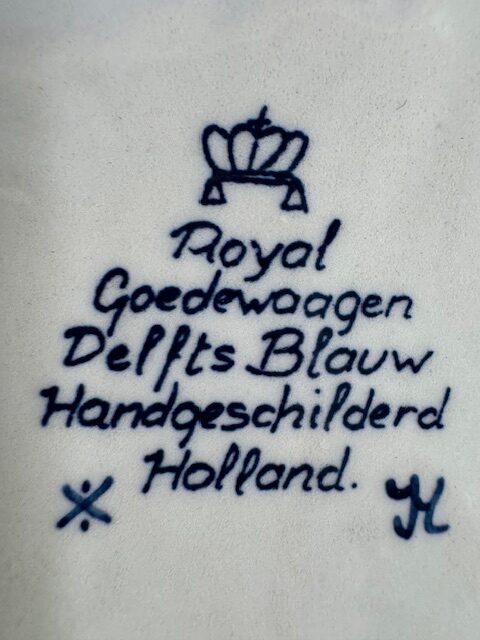 Royal
Goedewaagen
Delfts Blauw
Handgeschilderd
Holland.